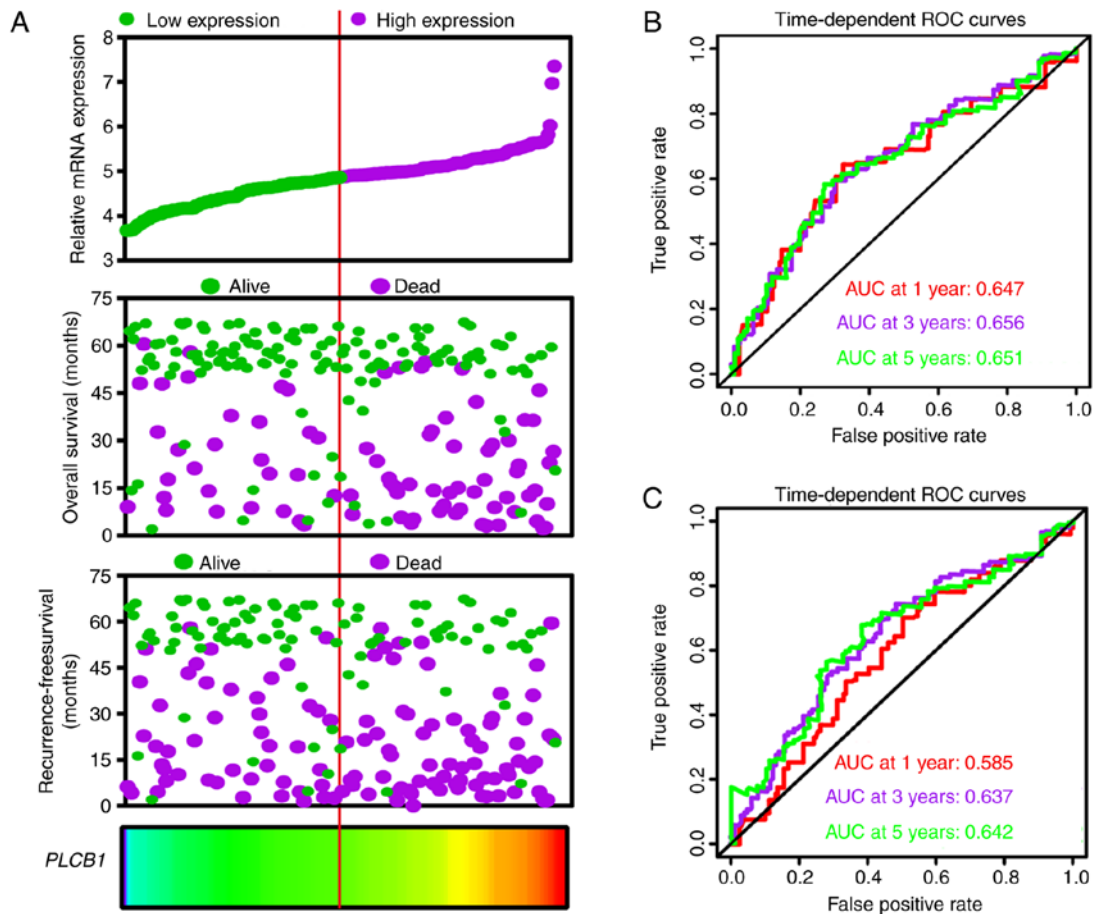 A
Low expression
High expression
Relative mRNA expression
8
7
6
5
4
3
Alive
Dead
Overall survival (months)
75
60
45
30
15
0
Alive
Dead
Recurrence-freesurvival
(months)
75
60
45
30
15
0
PLCB1
B
Time-dependent ROC curves
True positive rate
1.0
0.8
0.6
0.4
0.2
0.0
AUC at 1 year: 0.647
AUC at 3 years: 0.656
AUC at 5 years: 0.651
0.0 0.2 0.4 0.6 0.8 1.0
False positive rate
C
Time-dependent ROC curves
True positive rate
1.0
0.8
0.6
0.4
0.2
0.0
AUC at 1 year: 0.585
AUC at 3 years: 0.637
AUC at 5 years: 0.642
0.0 0.2 0.4 0.6 0.8 1.0
False positive rate